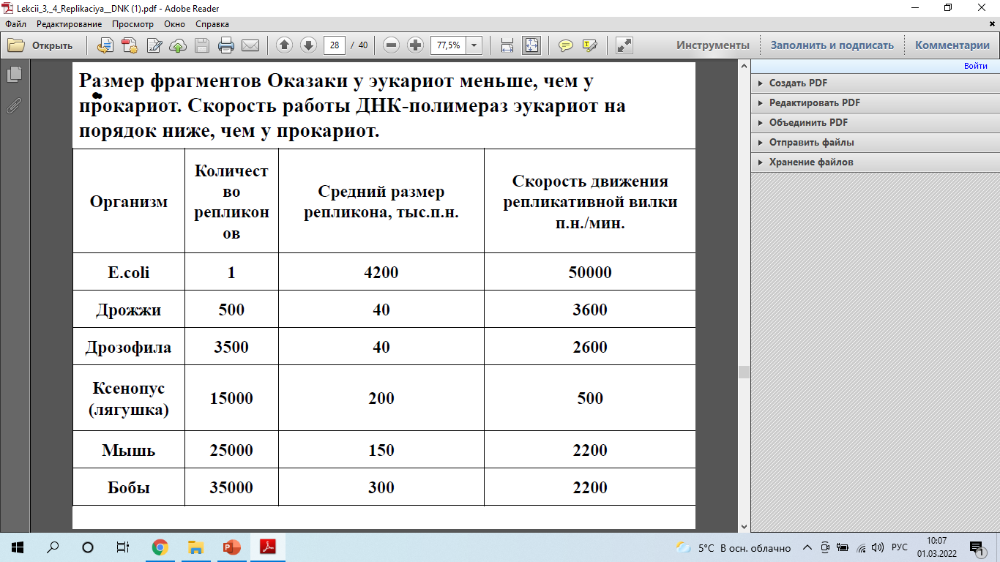 Lekcii_3,_4_Replikaciya__DNK (1).pdf - Adobe Reader
Файл Редактирование Просмотр Окно Справка
Открыть 28 / 40 77,5% Инструменты Заполнить и подписать Комментарии
Войти
Создать PDF
Редактировать PDF
Объединить PDF
Отправить файлы
Хранение файлов
Размер фрагментов Оказаки у эукариот меньше, чем у
прокариот. Скорость работы ДНК-полимераз эукариот на
порядок ниже, чем у прокариот.
Организм
Количест
во
репликон
ов
Средний размер
репликона, тыс.п.н.
Скорость движения
репликативной вилки
п.н./мин.
E.coli 1 4200 50000
Дрожжи 500 40 3600
Дрозофила 3500 40 2600
Ксенопус
(лягушка) 15000 200 500
Мышь 25000 150 2200
Бобы 35000 300 2200
5°C В осн. облачно РУС 10:07
01.03.2022 1